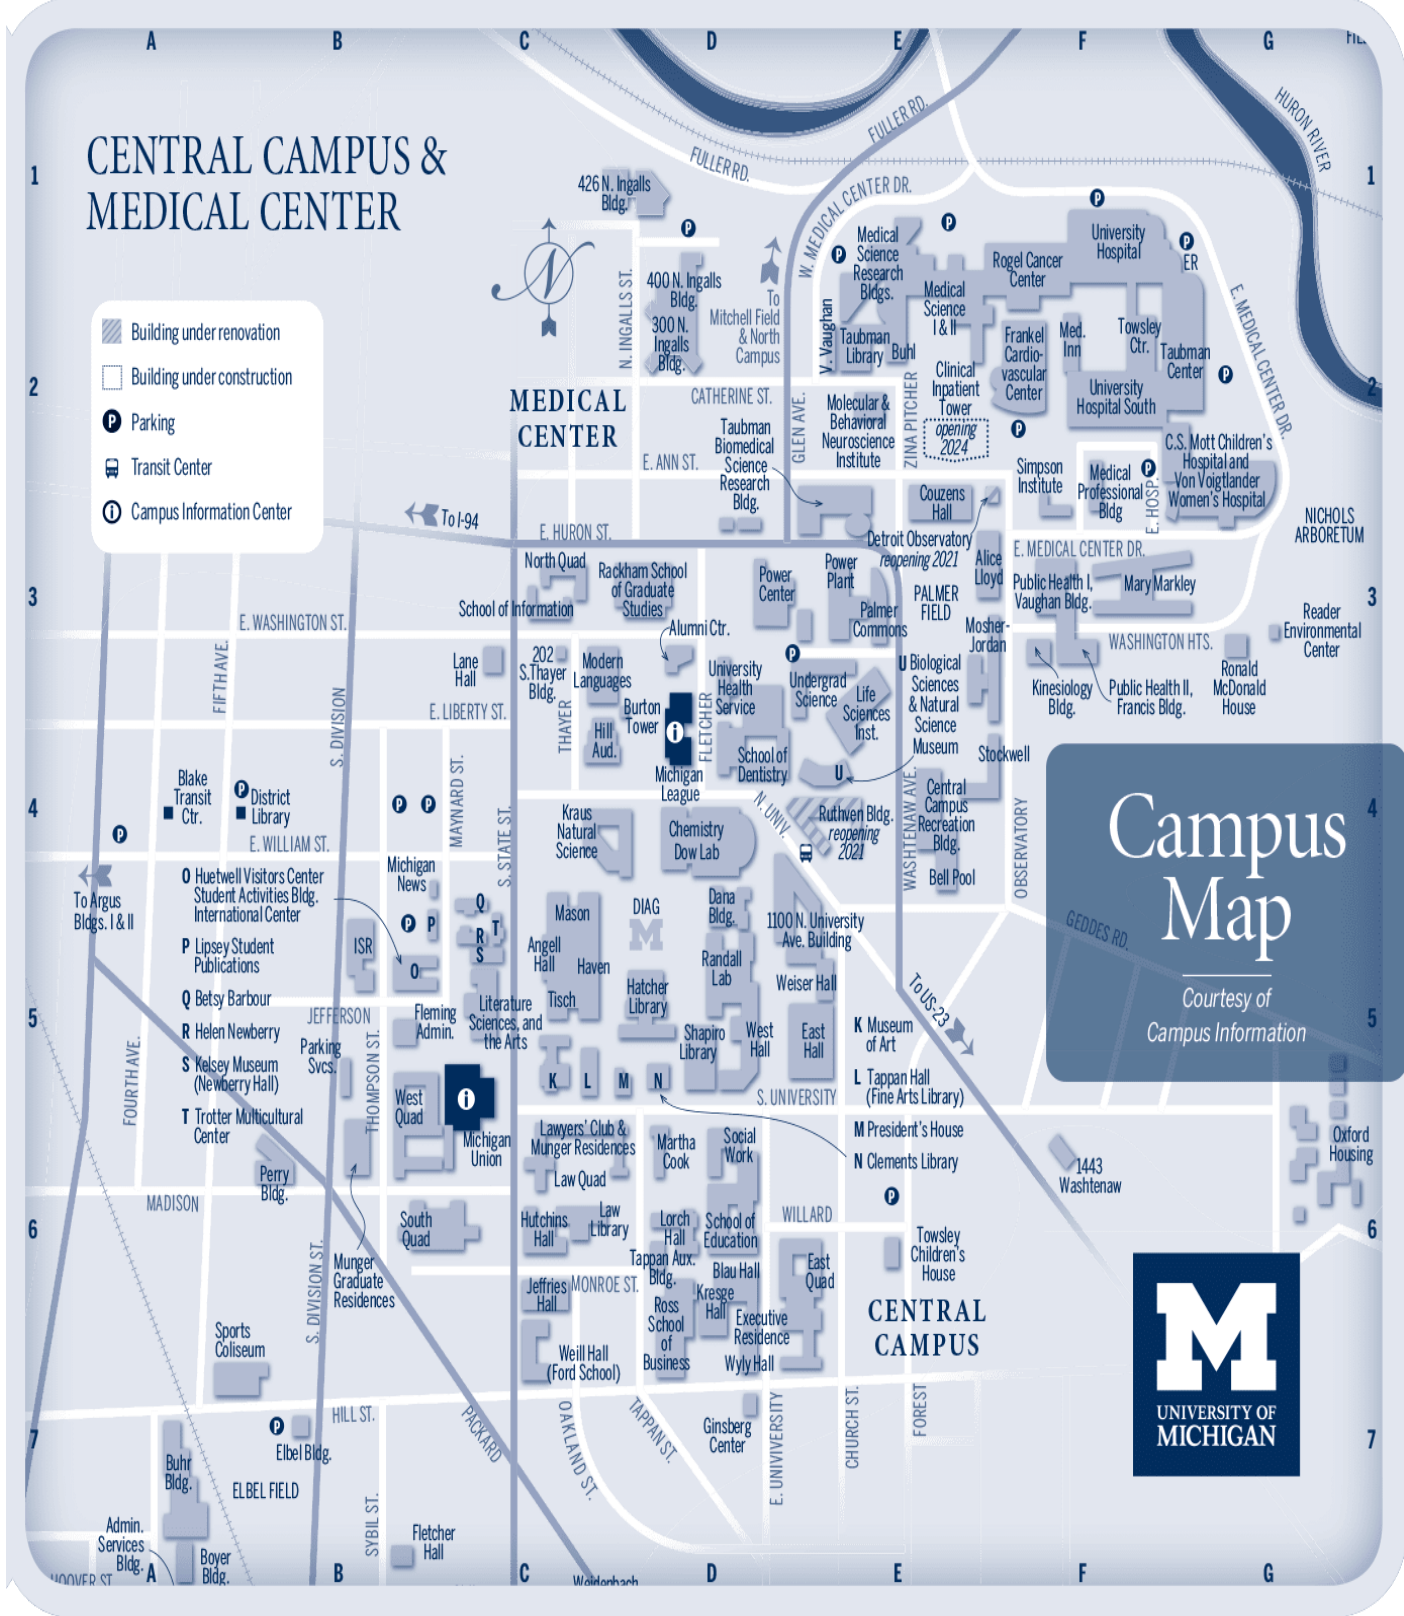 A B C D E F G
FULLER RD.
HURON RIVER
CENTRAL CAMPUS &
MEDICAL CENTER
1
1
FULLER RD.
W. MEDICAL CENTER DR.
426 N. Ingalls
Bldg.
P
N
P
P
P
P
ER
Medical
Science
Research
Bldgs.
University
Hospital
Rogel Cancer
Center
Medical
Science
I & II
400 N. Ingalls
Bldg.
300 N.
Ingalls
Bldg.
N. INGALLS ST.
To
Mitchell Field
& North
Campus
V. Vaughan
Taubman
Library
Buhl
Frankel
Cardio-
vascular
Center
Med.
Inn
Towsley
Ctr.
Taubman
Center
E. MEDICAL CENTER DR.
Building under renovation
Building under construction
P Parking
Transit Center
i Campus Information Center
2
2
MEDICAL
CENTER
CATHERINE ST.
GLEN AVE.
ZINA PITCHER
Clinical
Inpatient
Tower
opening
2024
P
P
University
Hospital South
Molecular &
Behavioral
Neuroscience
Institute
Taubman
Biomedical
Science
Research
Bldg.
E. ANN ST.
Simpson
Institute
Medical
Professional
Bldg
P
E. HOSP.
C.S. Mott Children's
Hospital and
Von Voigtlander
Women's Hospital
Couzens
Hall
NICHOLS
ARBORETUM
To I-94
E. HURON ST.
Detroit Observatory
reopening 2021
E. MEDICAL CENTER DR.
3
3
North Quad
School of Information
Rackham School
of Graduate
Studies
Power
Center
Power
Plant
Palmer
Commons
PALMER
FIELD
Alice
Lloyd
Public Health I,
Vaughan Bldg.
Mary Markley
Mosher-
Jordan
WASHINGTON HTS.
Reader
Environmental
Center
Ronald
McDonald
House
Kinesiology
Bldg.
Public Health II,
Francis Bldg.
E. WASHINGTON ST.
FIFTH AVE.
S. DIVISION
Lane
Hall
202
S. Thayer
Bldg.
Modern
Languages
Alumni Ctr.
University
Health
Service
P
Undergrad
Science
Life
Sciences
Inst.
U Biological
Sciences
& Natural
Science
Museum
Stockwell
E. LIBERTY ST.
THAYER
Hill
Aud.
Burton
Tower
i
FLETCHER
Michigan
League
School of
Dentistry
U
4
4
Blake
Transit
Ctr.
P
District
Library
P
P
P
MAYNARD ST.
S. STATE ST.
E. WILLIAM ST.
Kraus
Natural
Science
Chemistry
Dow Lab
N. UNIV.
Ruthven Bldg.
reopening
2021
WASHTENAW AVE.
Central
Campus
Recreation
Bldg.
Bell Pool
OBSERVATORY
Campus
Map
Courtesy of
Campus Information
GEDDES RD.
To Argus
Bldgs. I & II
O Huetwell Visitors Center
Student Activities Bldg.
International Center
P Lipsey Student
Publications
Q Betsy Barbour
R Helen Newberry
S Kelsey Museum
(Newberry Hall)
T Trotter Multicultural
Center
Michigan
News
P
P
Q
R
T
S
ISR
O
Mason
Angell
Hall
Haven
Tisch
DIAG
M
Hatcher
Library
Dana
Bldg.
Randall
Lab
1100 N. University
Ave. Building
Weiser Hall
To US-23
5
5
JEFFERSON
Fleming
Admin.
Literature
Sciences, and
the Arts
Shapiro
Library
West
Hall
East
Hall
K Museum
of Art
L Tappan Hall
(Fine Arts Library)
M President's House
N Clements Library
Parking
Svcs.
THOMPSON ST.
FOURTH AVE.
West
Quad
i
Michigan
Union
K
L
M
N
S. UNIVERSITY
Lawyers' Club &
Munger Residences
Law Quad
Martha
Cook
Social
Work
Oxford
Housing
1443
Washtenaw
P
Perry
Bldg.
MADISON
6
6
South
Quad
Hutchins
Hall
Law
Library
Lorch
Hall
School of
Education
WILLARD
Towsley
Children's
House
Tappan Aux.
Bldg.
Blau Hall
East
Quad
Munger
Graduate
Residences
S. DIVISION ST.
Jeffries
Hall
MONROE ST.
Kresge
Hall
Ross
School
of
Business
Executive
Residence
Wyly Hall
CENTRAL
CAMPUS
Sports
Coliseum
Weill Hall
(Ford School)
M
UNIVERSITY OF
MICHIGAN
7
7
P
Elbel Bldg.
HILL ST.
PACKARD
OAKLAND ST.
TAPPAN ST.
Ginsberg
Center
E. UNIVERSITY
CHURCH ST.
FOREST
Buhr
Bldg.
ELBEL FIELD
SYBIL ST.
Fletcher
Hall
Admin.
Services
Bldg.
Boyer
Bldg.
HOOVER ST.
Weidenbach
A B C D E F G